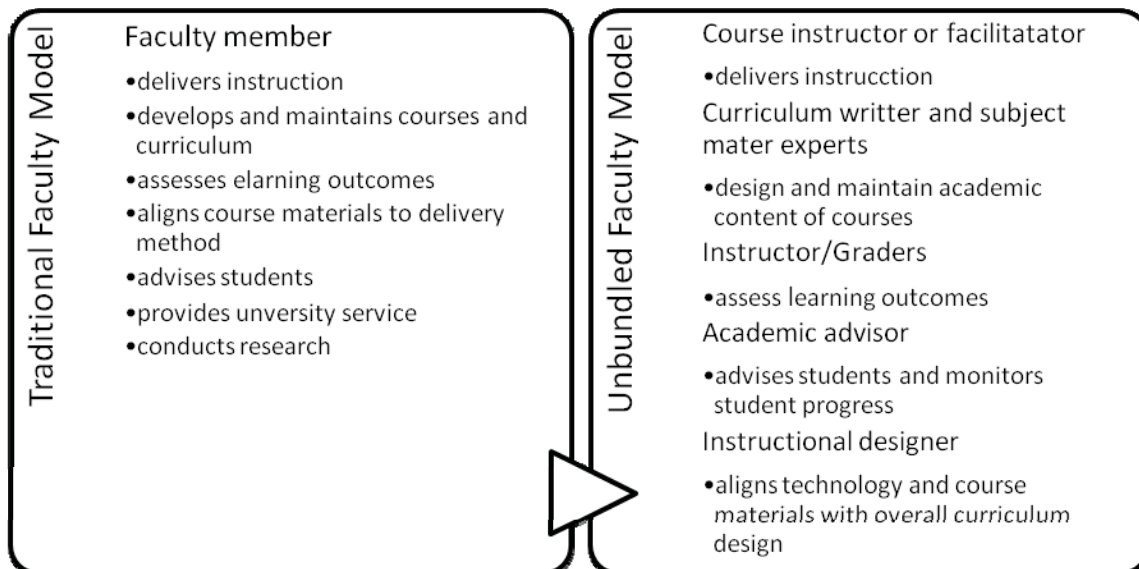 Traditional Faculty Model
Faculty member
•delivers instruction
•develops and maintains courses and
curriculum
•assesses elarning outcomes
•aligns course materials to delivery
method
•advises students
•provides unversity service
•conducts research
Unbundled Faculty Model
Course instructor or facilitatator
•delivers instrucction
Curriculum writter and subject
mater experts
•design and maintain academic
content of courses
Instructor/Graders
•assess learning outcomes
Academic advisor
•advises students and monitors
student progress
Instructional designer
•aligns technology and course
materials with overall curriculum
design